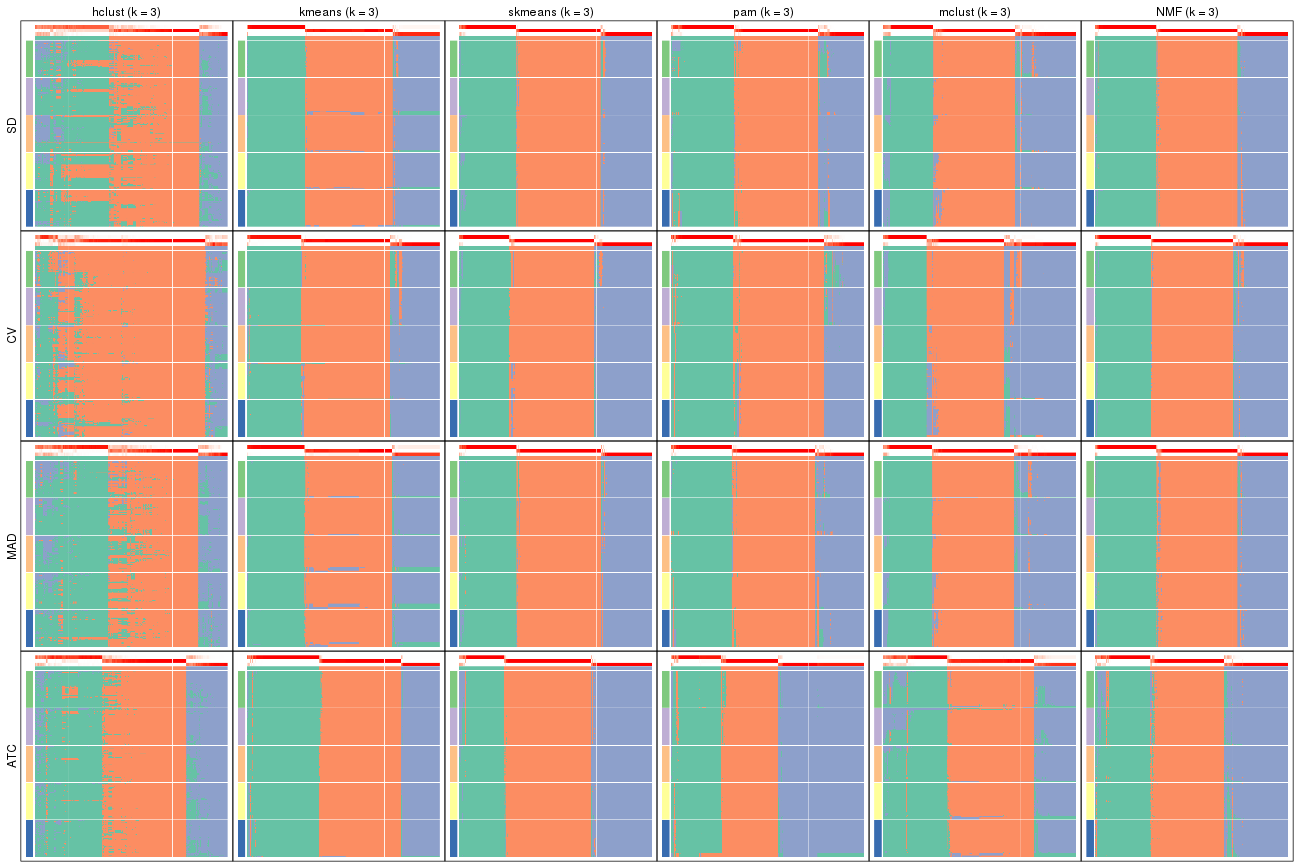 hclust (k = 3)
kmeans (k = 3)
skmeans (k = 3)
pam (k = 3)
mclust (k = 3)
NMF (k = 3)
SD
CV
MAD
ATC